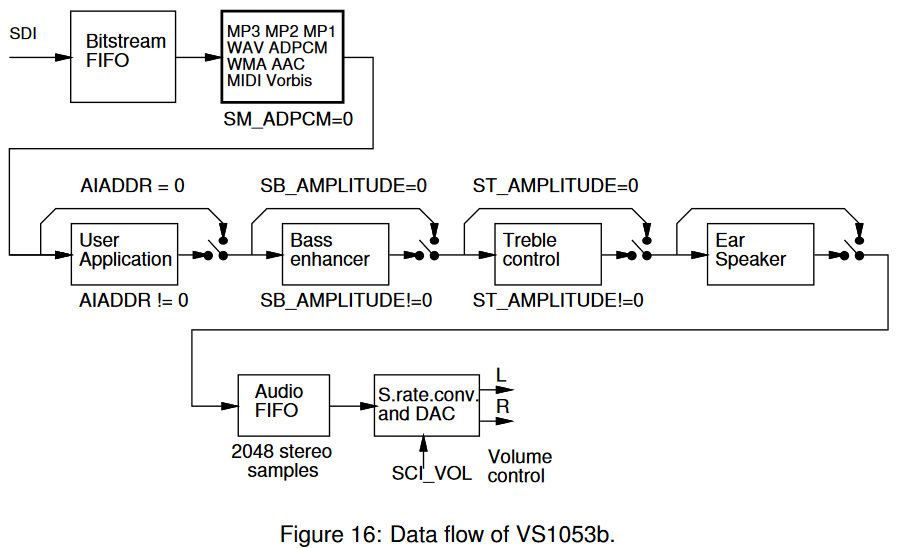 SDI
Bitstream
FIFO
MP3 MP2 MP1
WAV ADPCM
WMA AAC
MIDI Vorbis
SM_ADPCM=0
AIADDR = 0
SB_AMPLITUDE=0
ST_AMPLITUDE=0
User
Application
Bass
enhancer
Treble
control
Ear
Speaker
AIADDR != 0
SB_AMPLITUDE!=0
ST_AMPLITUDE!=0
Audio
FIFO
S.rate.conv.
and DAC
L
R
2048 stereo
samples
SCI_VOL
Volume
control
Figure 16: Data flow of VS1053b.